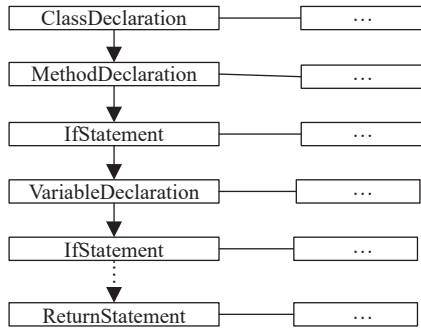 ClassDeclaration …
MethodDeclaration …
IfStatement …
VariableDeclaration …
IfStatement …
ReturnStatement …